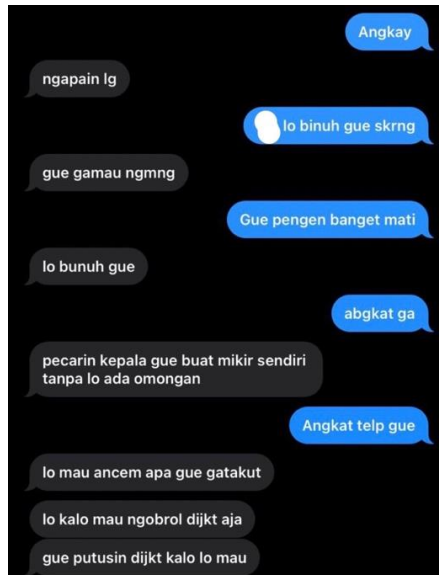 Angkay
ngapain lg
lo binuh gue skrng
gue gamau ngmng
Gue pengen banget mati
lo bunuh gue
abgkat ga
pecarin kepala gue buat mikir sendiri
tanpa lo ada omongan
Angkat telp gue
lo mau ancem apa gue gatakut
lo kalo mau ngobrol dijkt aja
gue putusin dijkt kalo lo mau